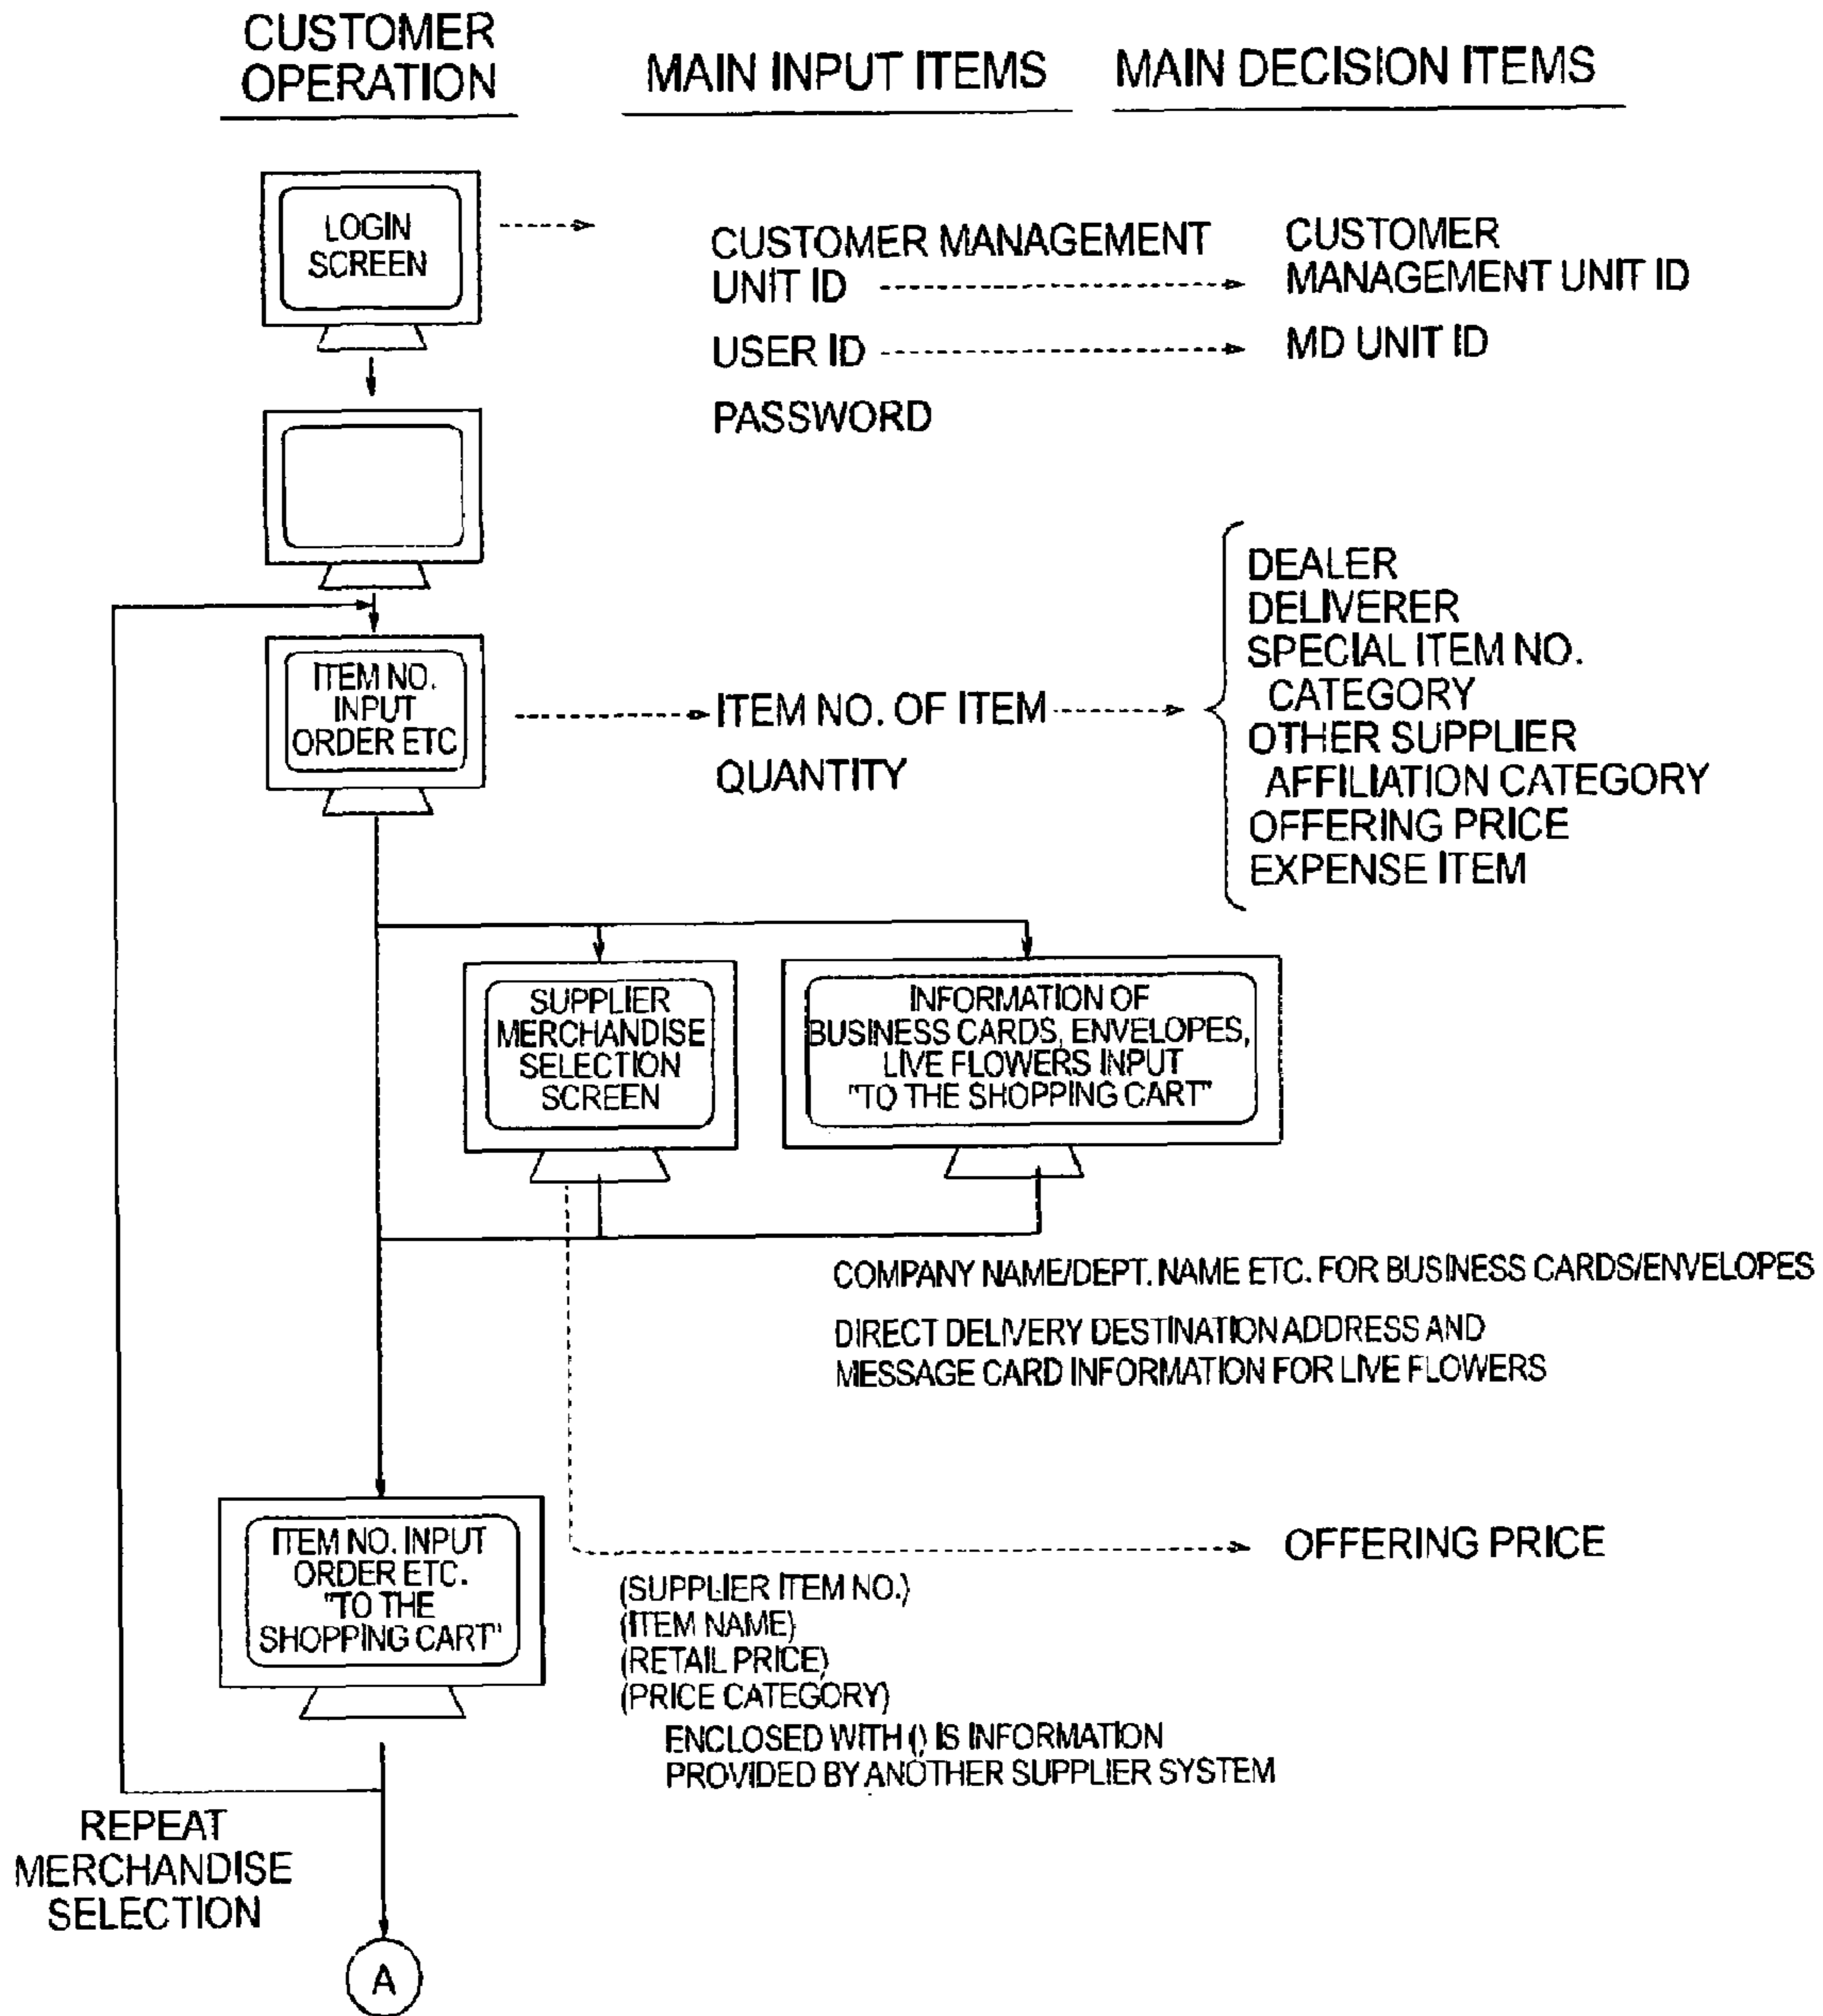 CUSTOMER
OPERATION
MAIN INPUT ITEMS
MAIN DECISION ITEMS
LOGIN
SCREEN
CUSTOMER MANAGEMENT
UNIT ID
CUSTOMER
MANAGEMENT UNIT ID
USER ID
MD UNIT ID
PASSWORD
ITEM NO.
INPUT
ORDER ETC
ITEM NO. OF ITEM
QUANTITY
DEALER
DELIVERER
SPECIAL ITEM NO.
CATEGORY
OTHER SUPPLIER
AFFILIATION CATEGORY
OFFERING PRICE
EXPENSE ITEM
SUPPLIER
MERCHANDISE
SELECTION
SCREEN
INFORMATION OF
BUSINESS CARDS, ENVELOPES,
LIVE FLOWERS INPUT
"TO THE SHOPPING CART"
COMPANY NAME/DEPT. NAME ETC. FOR BUSINESS CARDS/ENVELOPES
DIRECT DELIVERY DESTINATION ADDRESS AND
MESSAGE CARD INFORMATION FOR LIVE FLOWERS
ITEM NO. INPUT
ORDER ETC.
"TO THE
SHOPPING CART"
OFFERING PRICE
(SUPPLIER ITEM NO.)
(ITEM NAME)
(RETAIL PRICE)
(PRICE CATEGORY)
ENCLOSED WITH () IS INFORMATION
PROVIDED BY ANOTHER SUPPLIER SYSTEM
REPEAT
MERCHANDISE
SELECTION
A